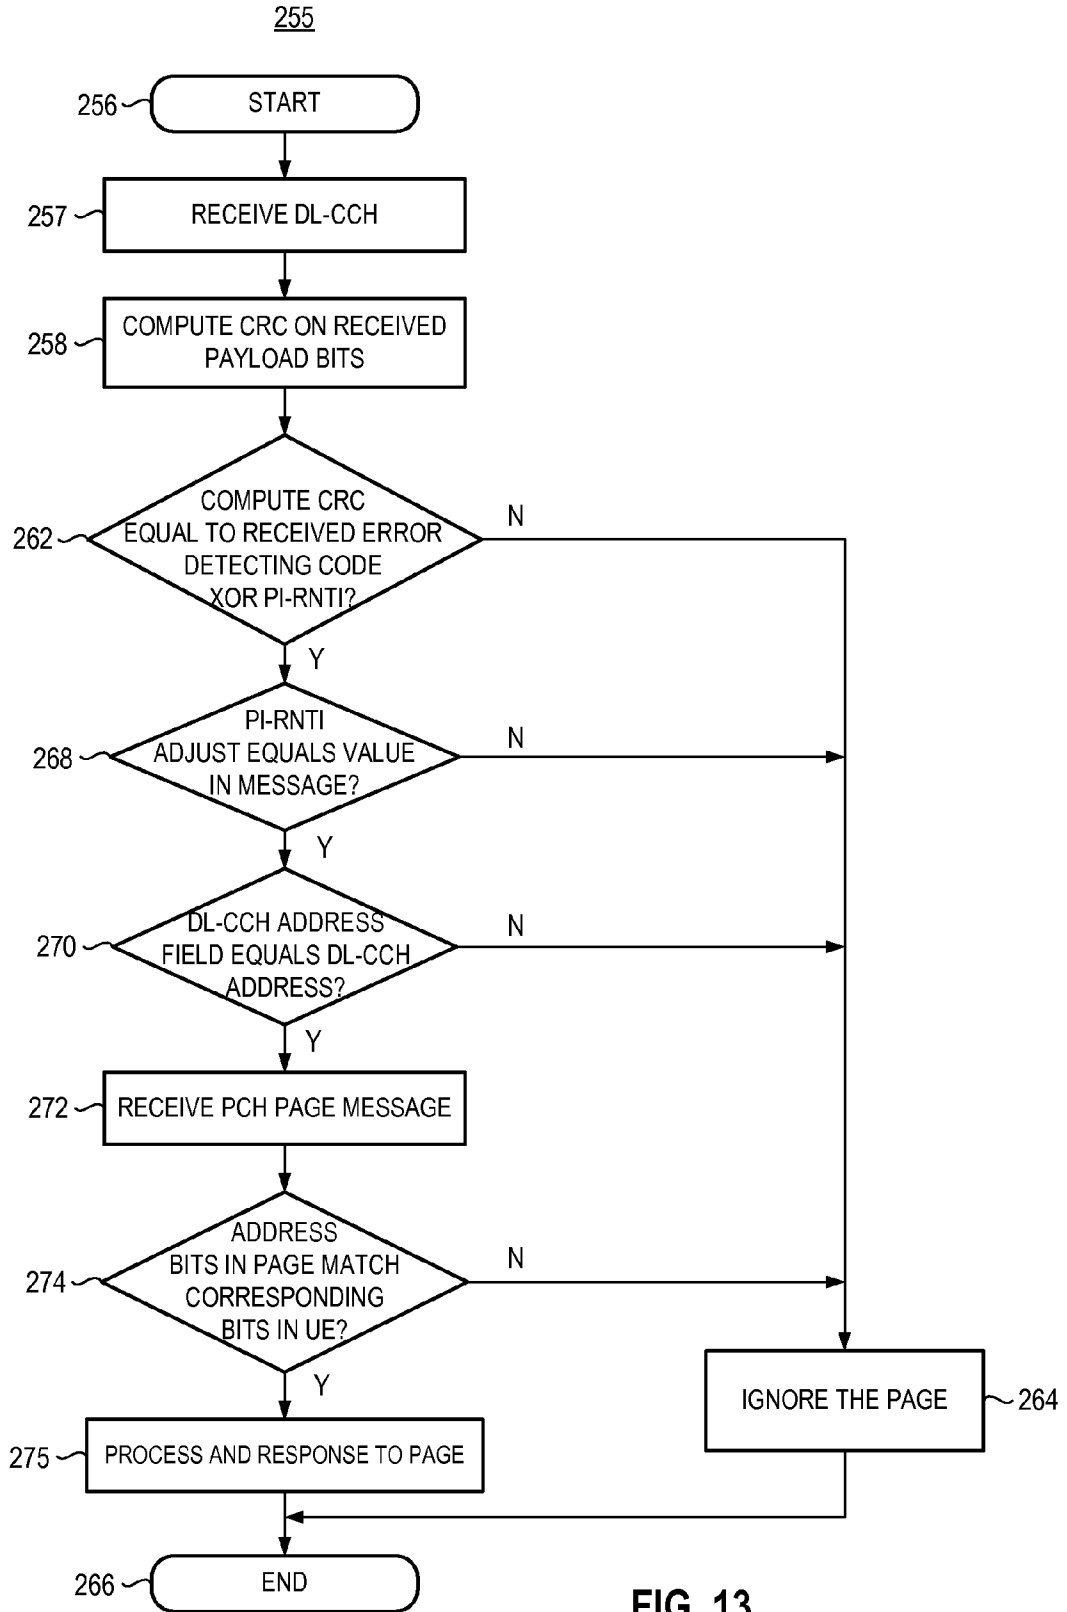 255
256
START
257
RECEIVE DL-CCH
258
COMPUTE CRC ON RECEIVED
PAYLOAD BITS
262
COMPUTE CRC
EQUAL TO RECEIVED ERROR
DETECTING CODE
XOR PI-RNTI?
N
Y
268
PI-RNTI
ADJUST EQUALS VALUE
IN MESSAGE?
N
Y
270
DL-CCH ADDRESS
FIELD EQUALS DL-CCH
ADDRESS?
N
Y
272
RECEIVE PCH PAGE MESSAGE
274
ADDRESS
BITS IN PAGE MATCH
CORRESPONDING
BITS IN UE?
N
Y
IGNORE THE PAGE
264
275
PROCESS AND RESPONSE TO PAGE
266
END
FIG. 13